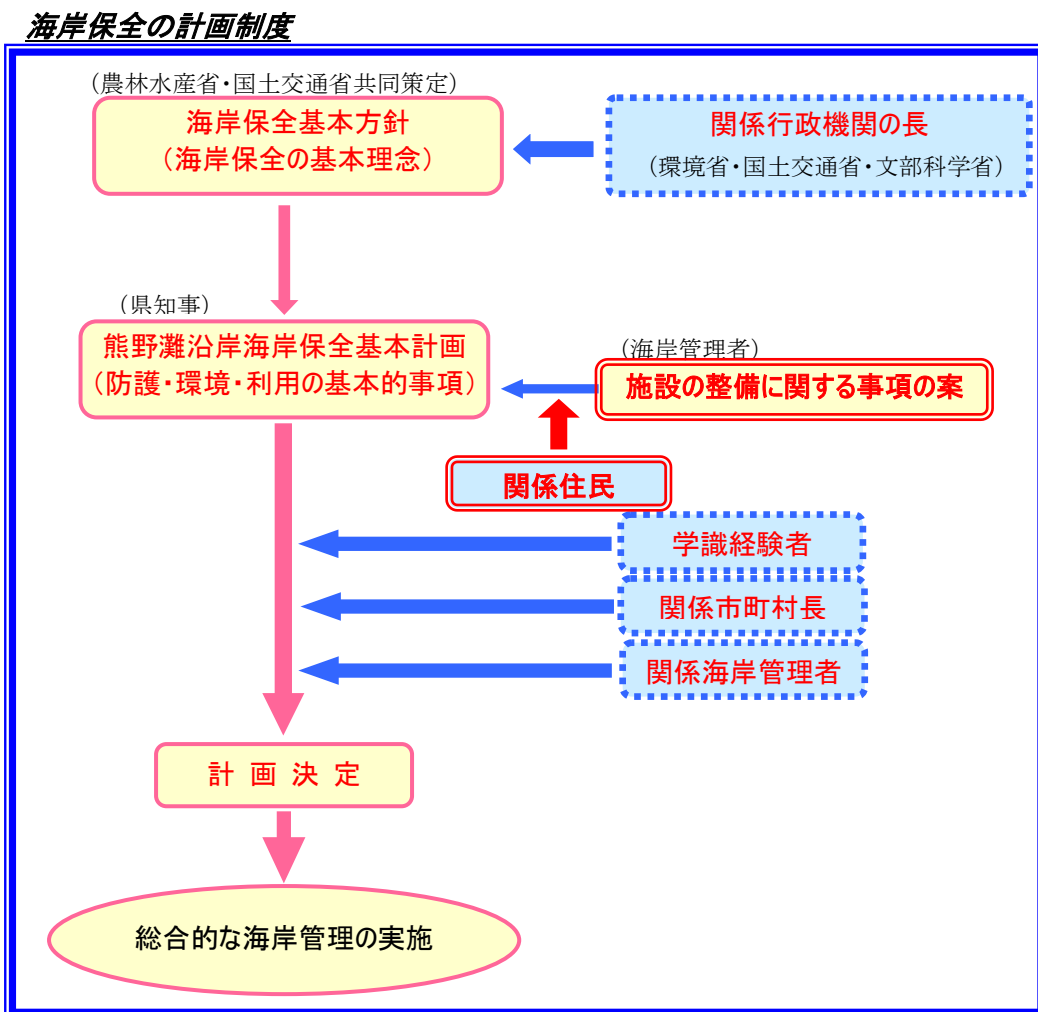 海岸保全の計画制度
（農林水産省・国土交通省共同策定）
海岸保全基本方針
（海岸保全の基本理念）
関係行政機関の長
（環境省・国土交通省・文部科学省）
（県知事）
熊野灘沿岸海岸保全基本計画
（防護・環境・利用の基本的事項）
（海岸管理者）
施設の整備に関する事項の案
関係住民
学識経験者
関係市町村長
関係海岸管理者
計 画 決 定
総合的な海岸管理の実施